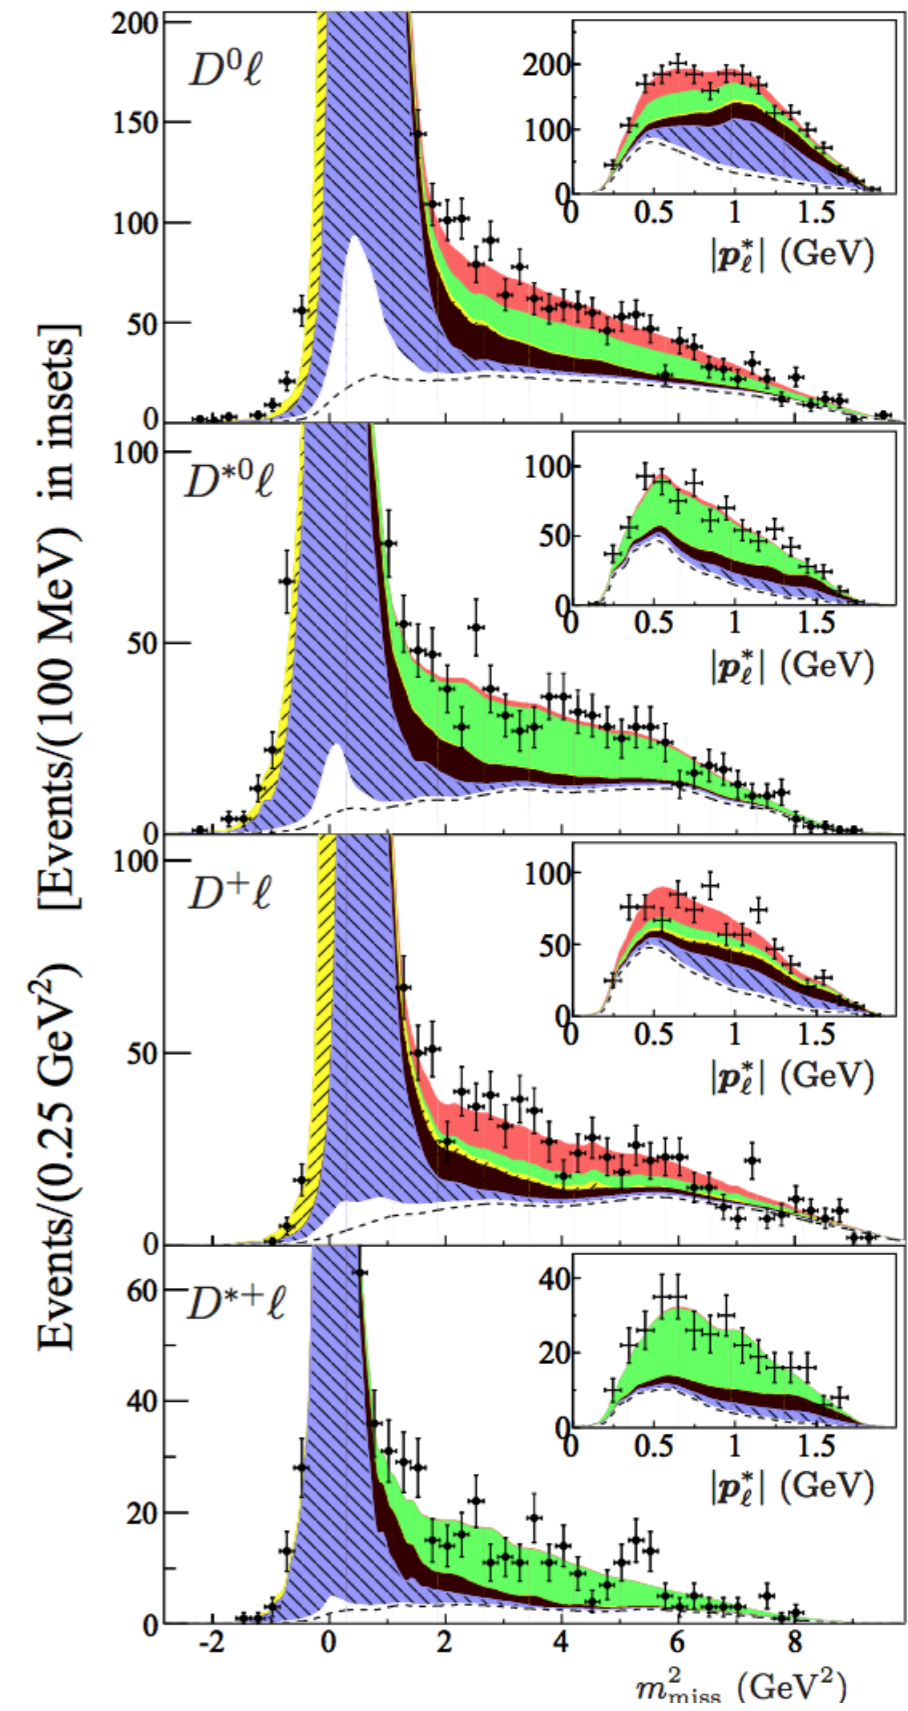 Events/(0.25 GeV²) [Events/(100 MeV) in insets]
D⁰ℓ
200
150
100
50
0
200
100
0
0 0.5 1 1.5
|p*ℓ| (GeV)
D*⁰ℓ
100
50
0
100
50
0
0 0.5 1 1.5
|p*ℓ| (GeV)
D⁺ℓ
100
50
0
100
50
0
0 0.5 1 1.5
|p*ℓ| (GeV)
D*⁺ℓ
60
40
20
0
40
20
0
0 0.5 1 1.5
|p*ℓ| (GeV)
-2 0 2 4 6 8
m²miss (GeV²)